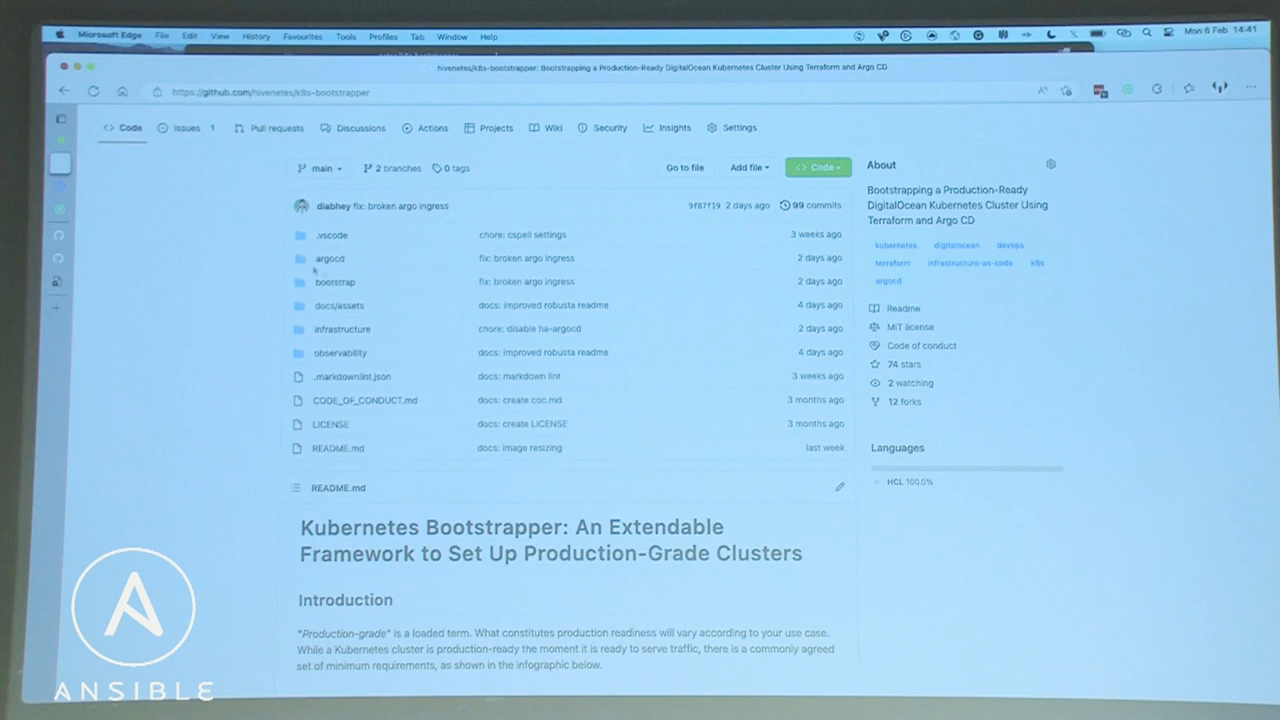 Microsoft Edge File Edit View History Favourites Tools Profiles Tab Window Help Mon 6 Feb 14:41
hivenetes/k8s-bootstrapper: Bootstrapping a Production-Ready DigitalOcean Kubernetes Cluster Using Terraform and Argo CD
https://github.com/hivenetes/k8s-bootstrapper
Code Issues 1 Pull requests Discussions Actions Projects Wiki Security Insights Settings
main 2 branches 0 tags Go to file Add file Code
diabhey fix: broken argo ingress 9f87f19 2 days ago 99 commits
.vscode chore: cspell settings 3 weeks ago
argocd fix: broken argo ingress 2 days ago
bootstrap fix: broken argo ingress 2 days ago
docs/assets docs: improved robusta readme 4 days ago
infrastructure chore: disable ha-argocd 2 days ago
observability docs: improved robusta readme 4 days ago
.markdownlint.json docs: markdown lint 3 weeks ago
CODE_OF_CONDUCT.md docs: create coc.md 3 months ago
LICENSE docs: create LICENSE 3 months ago
README.md docs: image resizing last week
README.md
Kubernetes Bootstrapper: An Extendable
Framework to Set Up Production-Grade Clusters
Introduction
"Production-grade" is a loaded term. What constitutes production readiness will vary according to your use case.
While a Kubernetes cluster is production-ready the moment it is ready to serve traffic, there is a commonly agreed
set of minimum requirements, as shown in the infographic below.
About
Bootstrapping a Production-Ready
DigitalOcean Kubernetes Cluster Using
Terraform and Argo CD
kubernetes digitalocean devops
terraform infrastructure-as-code k8s
argocd
Readme
MIT license
Code of conduct
74 stars
2 watching
12 forks
Languages
HCL 100.0%
ANSIBLE